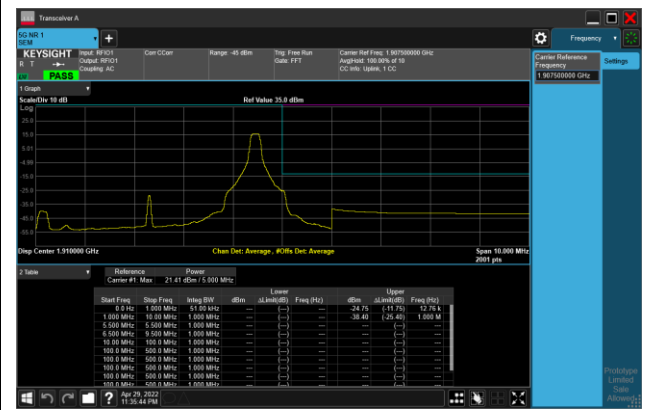 Transceiver A
5G NR 1
SEM
Frequency
KEYSIGHT
R T
PASS
Input: RFIO1
Output: RFIO1
Coupling: AC
Corr CCorr
Range: -45 dBm
Trig: Free Run
Gate: FFT
Carrier Ref Freq: 1.907500000 GHz
Avg|Hold: 100.00% of 10
CC Info: Uplink, 1 CC
Carrier Reference
Frequency
1.907500000 GHz
Settings
1 Graph
Scale/Div 10 dB
Ref Value 35.0 dBm
Log
25.0
15.0
5.01
-4.99
-15.0
-25.0
-35.0
-45.0
-55.0
Disp Center 1.910000 GHz
Chan Det: Average , #Offs Det: Average
Span 10.000 MHz
2001 pts
2 Table
Reference Power
Carrier #1: Max 21.41 dBm / 5.000 MHz
Lower Upper
Start Freq Stop Freq Integ BW dBm ΔLimit(dB) Freq (Hz) dBm ΔLimit(dB) Freq (Hz)
0.0 Hz 1.000 MHz 51.00 kHz --- (---) --- -24.75 (-11.75) 12.76 k
1.000 MHz 10.00 MHz 1.000 MHz --- (---) --- -38.40 (-25.40) 1.000 M
5.500 MHz 5.500 MHz 1.000 MHz --- (---) --- --- (---) ---
6.500 MHz 9.500 MHz 1.000 MHz --- (---) --- --- (---) ---
10.00 MHz 100.0 MHz 1.000 MHz --- (---) --- --- (---) ---
100.0 MHz 500.0 MHz 1.000 MHz --- (---) --- --- (---) ---
100.0 MHz 500.0 MHz 1.000 MHz --- (---) --- --- (---) ---
100.0 MHz 500.0 MHz 1.000 MHz --- (---) --- --- (---) ---
100.0 MHz 500.0 MHz 1.000 MHz --- (---) --- --- (---) ---
100.0 MHz 500.0 MHz 1.000 MHz --- (---) --- --- (---) ---
Prototype
Limited
Sale
Allowed
?
Apr 29, 2022
11:35:44 PM